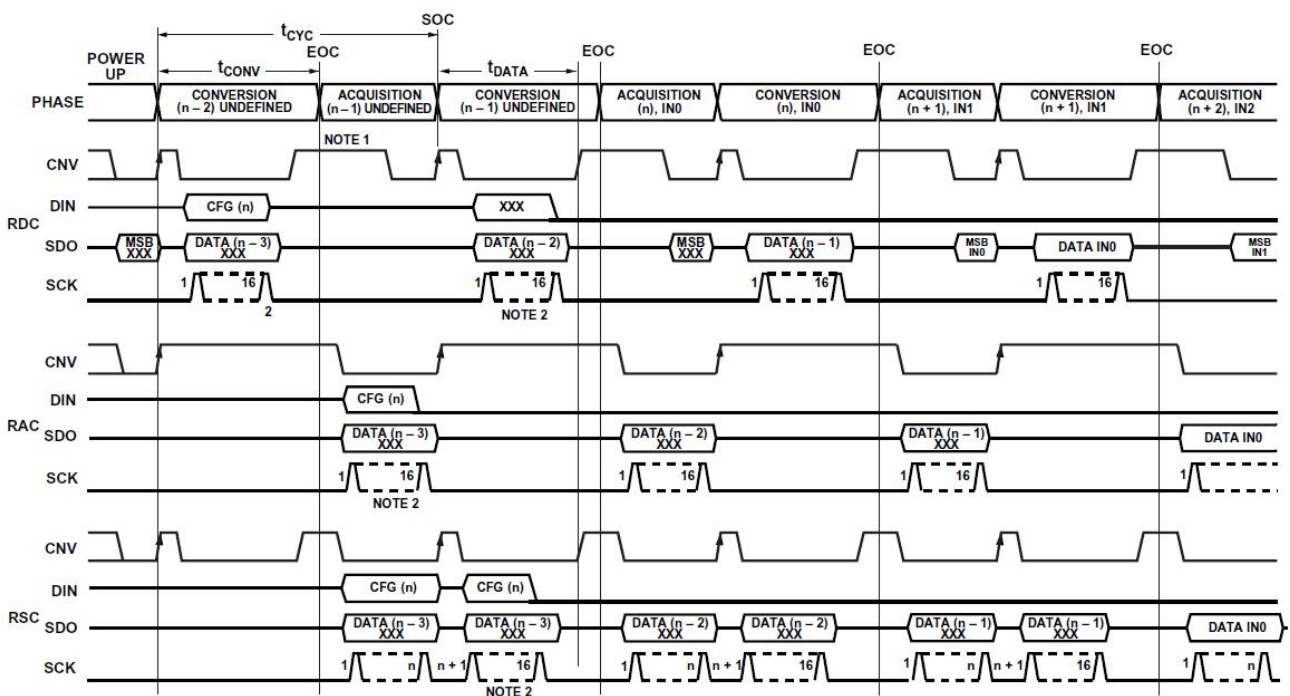 SOC
tCYC
EOC EOC EOC EOC
POWER UP
tCONV tDATA
PHASE
CONVERSION (n – 2) UNDEFINED
ACQUISITION (n – 1) UNDEFINED
CONVERSION (n – 1) UNDEFINED
ACQUISITION (n), IN0
CONVERSION (n), IN0
ACQUISITION (n + 1), IN1
CONVERSION (n + 1), IN1
ACQUISITION (n + 2), IN2
NOTE 1
CNV
RDC
DIN CFG (n) XXX
SDO MSB XXX DATA (n – 3) XXX DATA (n – 2) XXX MSB XXX DATA (n – 1) XXX MSB IN0 DATA IN0 MSB IN1
SCK 1 16 1 16 1 16 1 16
2
NOTE 2
CNV
RAC
DIN CFG (n)
SDO DATA (n – 3) XXX DATA (n – 2) XXX DATA (n – 1) XXX DATA IN0
SCK 1 16 1 16 1 16 1
NOTE 2
CNV
RSC
DIN CFG (n) CFG (n)
SDO DATA (n – 3) XXX DATA (n – 3) XXX DATA (n – 2) XXX DATA (n – 2) XXX DATA (n – 1) XXX DATA (n – 1) XXX DATA IN0
SCK 1 n n + 1 16 1 n n + 1 16 1 n n + 1 16 1 n
NOTE 2